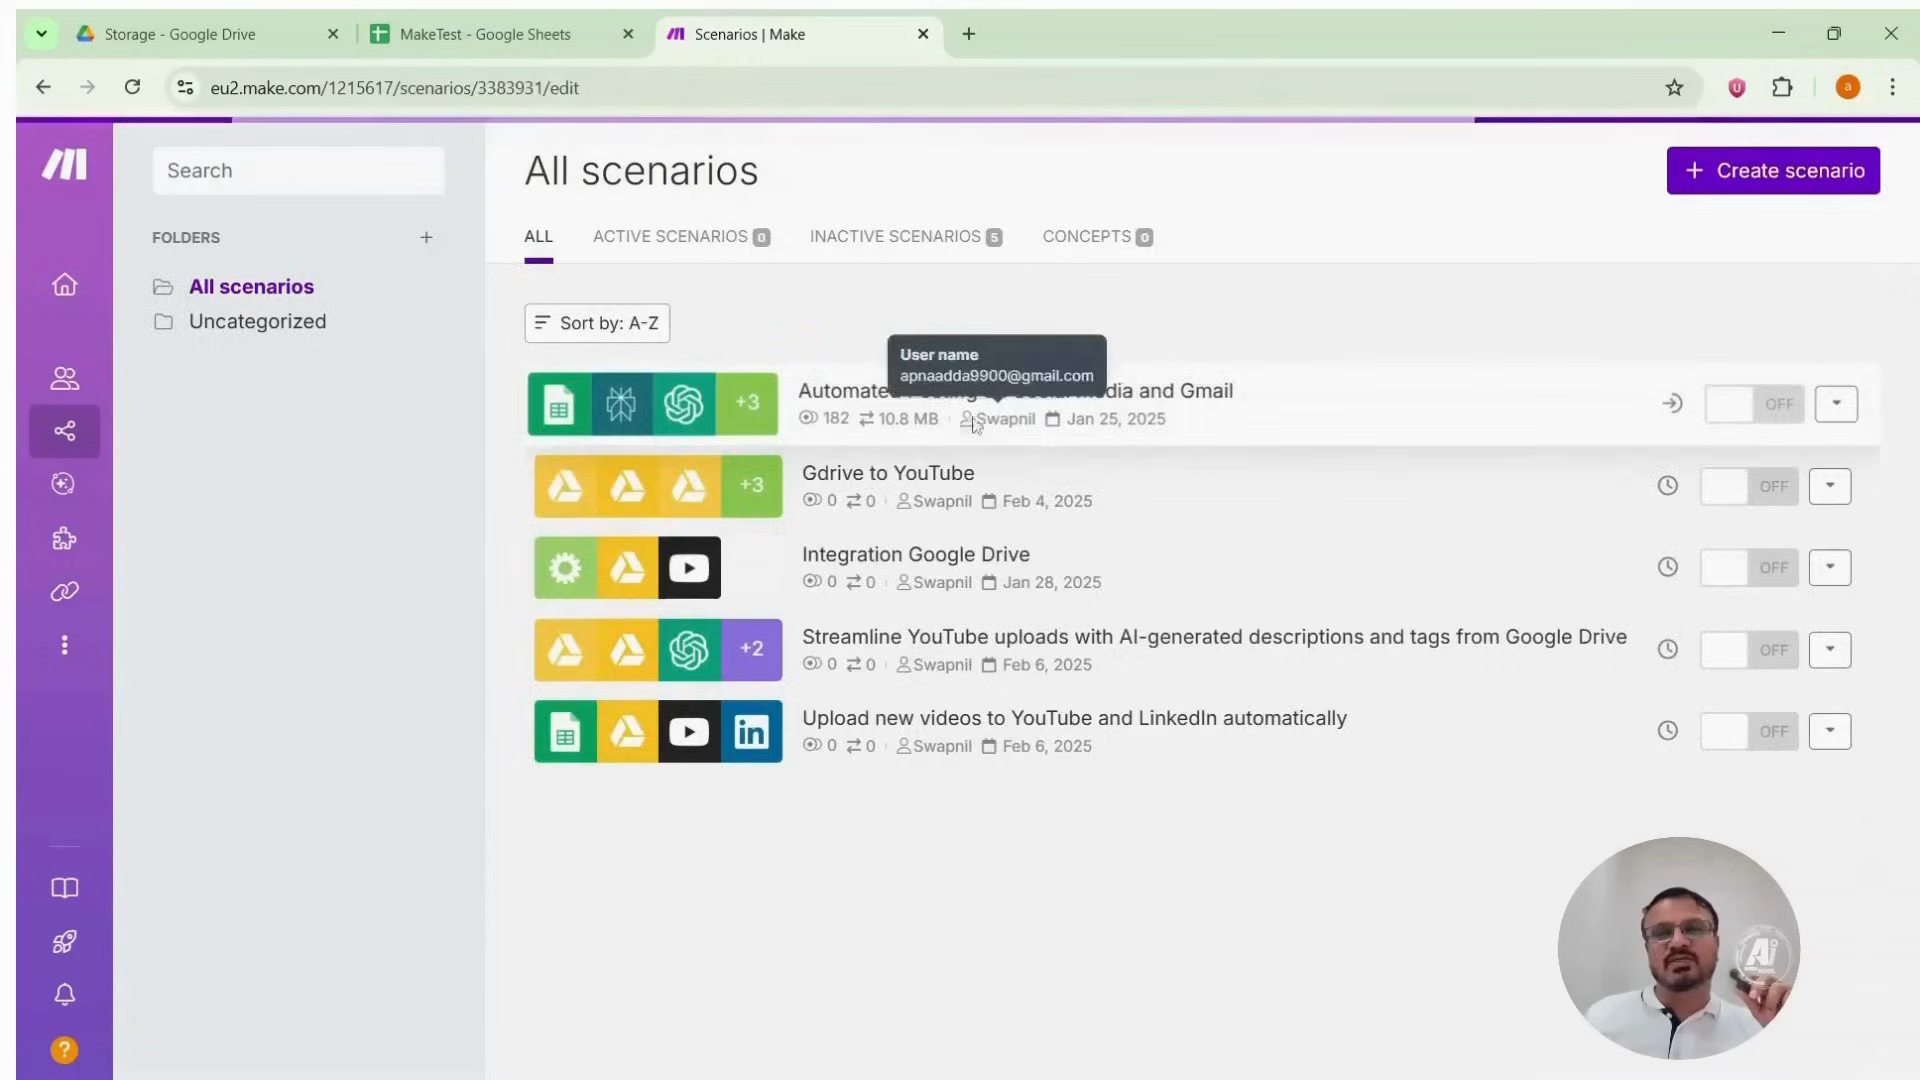 Storage - Google Drive
MakeTest - Google Sheets
Scenarios | Make
eu2.make.com/1215617/scenarios/3383931/edit
a
Search
FOLDERS
All scenarios
Uncategorized
All scenarios
Create scenario
ALL
ACTIVE SCENARIOS 0
INACTIVE SCENARIOS 5
CONCEPTS 0
Sort by: A-Z
User name
apnaadda9900@gmail.com
+3
Automated dia and Gmail
182 10.8 MB Swapnil Jan 25, 2025
OFF
+3
Gdrive to YouTube
0 0 Swapnil Feb 4, 2025
OFF
Integration Google Drive
0 0 Swapnil Jan 28, 2025
OFF
+2
Streamline YouTube uploads with AI-generated descriptions and tags from Google Drive
0 0 Swapnil Feb 6, 2025
OFF
in
Upload new videos to YouTube and LinkedIn automatically
0 0 Swapnil Feb 6, 2025
OFF
?
Ai